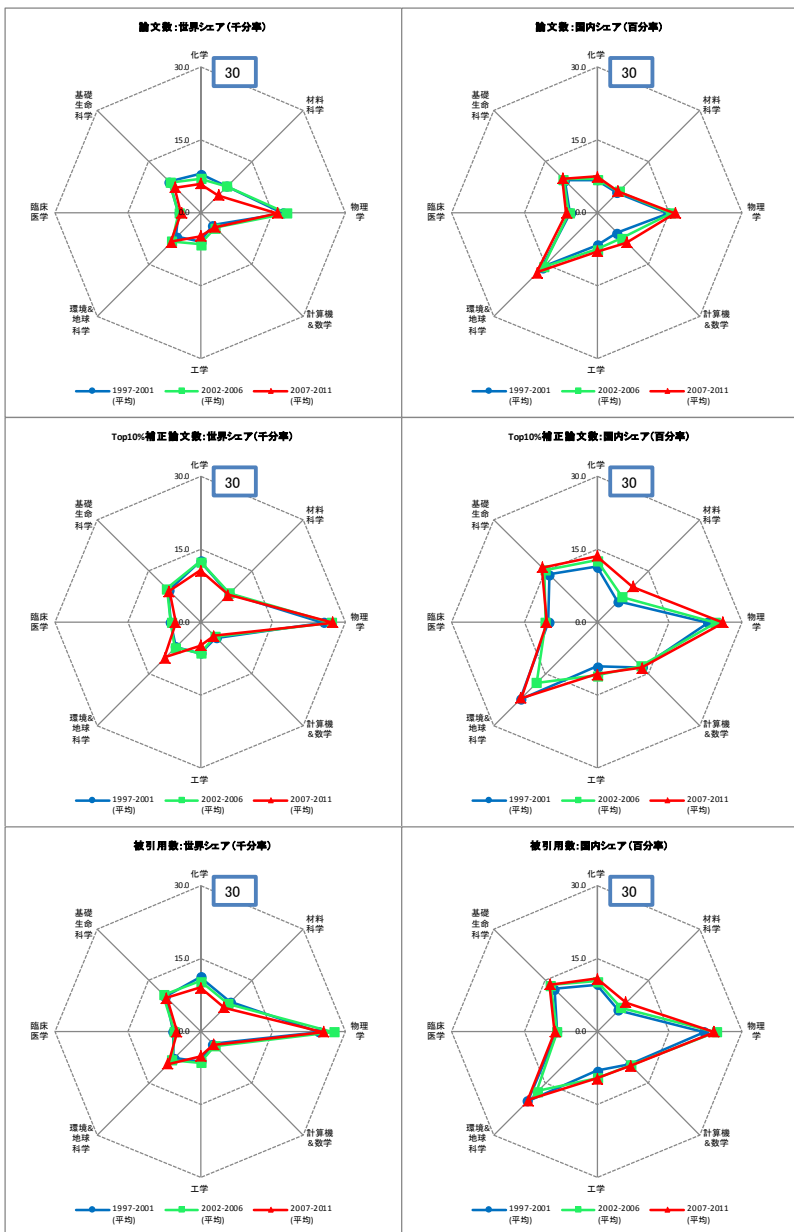 論文数:世界シェア(千分率)
化学
30.0
30
基礎
生命
科学
材料
科学
15.0
臨床
医学
0.0
物理
学
環境&
地球
科学
計算機
&数学
工学
1997-2001
(平均)
2002-2006
(平均)
2007-2011
(平均)
論文数:国内シェア(百分率)
化学
30.0
30
基礎
生命
科学
材料
科学
15.0
臨床
医学
0.0
物理
学
環境&
地球
科学
計算機
&数学
工学
1997-2001
(平均)
2002-2006
(平均)
2007-2011
(平均)
Top10%補正論文数:世界シェア(千分率)
化学
30.0
30
基礎
生命
科学
材料
科学
15.0
臨床
医学
0.0
物理
学
環境&
地球
科学
計算機
&数学
工学
1997-2001
(平均)
2002-2006
(平均)
2007-2011
(平均)
Top10%補正論文数:国内シェア(百分率)
化学
30.0
30
基礎
生命
科学
材料
科学
15.0
臨床
医学
0.0
物理
学
環境&
地球
科学
計算機
&数学
工学
1997-2001
(平均)
2002-2006
(平均)
2007-2011
(平均)
被引用数:世界シェア(千分率)
化学
30.0
30
基礎
生命
科学
材料
科学
15.0
臨床
医学
0.0
物理
学
環境&
地球
科学
計算機
&数学
工学
1997-2001
(平均)
2002-2006
(平均)
2007-2011
(平均)
被引用数:国内シェア(百分率)
化学
30.0
30
基礎
生命
科学
材料
科学
15.0
臨床
医学
0.0
物理
学
環境&
地球
科学
計算機
&数学
工学
1997-2001
(平均)
2002-2006
(平均)
2007-2011
(平均)